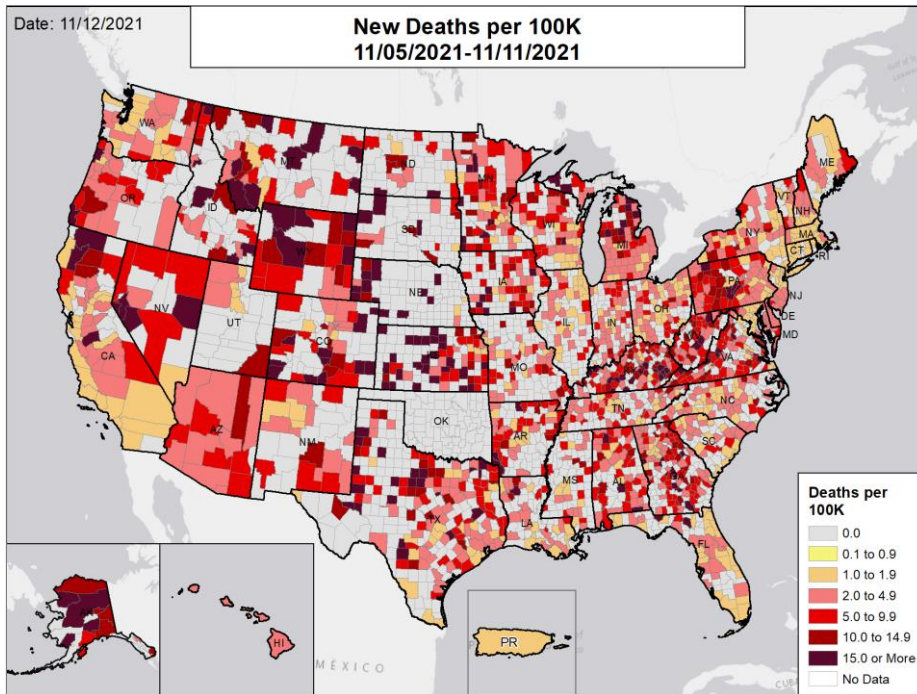 Date: 11/12/2021
New Deaths per 100K
11/05/2021-11/11/2021
WA
OR
ID
MT
ND
MN
WI
MI
SD
WY
NE
IA
IL
IN
OH
PA
NY
VT
NH
ME
MA
CT
RI
NJ
DE
MD
VA
NV
UT
CO
CA
MO
TN
NC
SC
AZ
NM
OK
AR
MS
AL
LA
TX
FL
AK
HI
PR
MÉXICO
CUBA
Deaths per
100K
0.0
0.1 to 0.9
1.0 to 1.9
2.0 to 4.9
5.0 to 9.9
10.0 to 14.9
15.0 or More
No Data